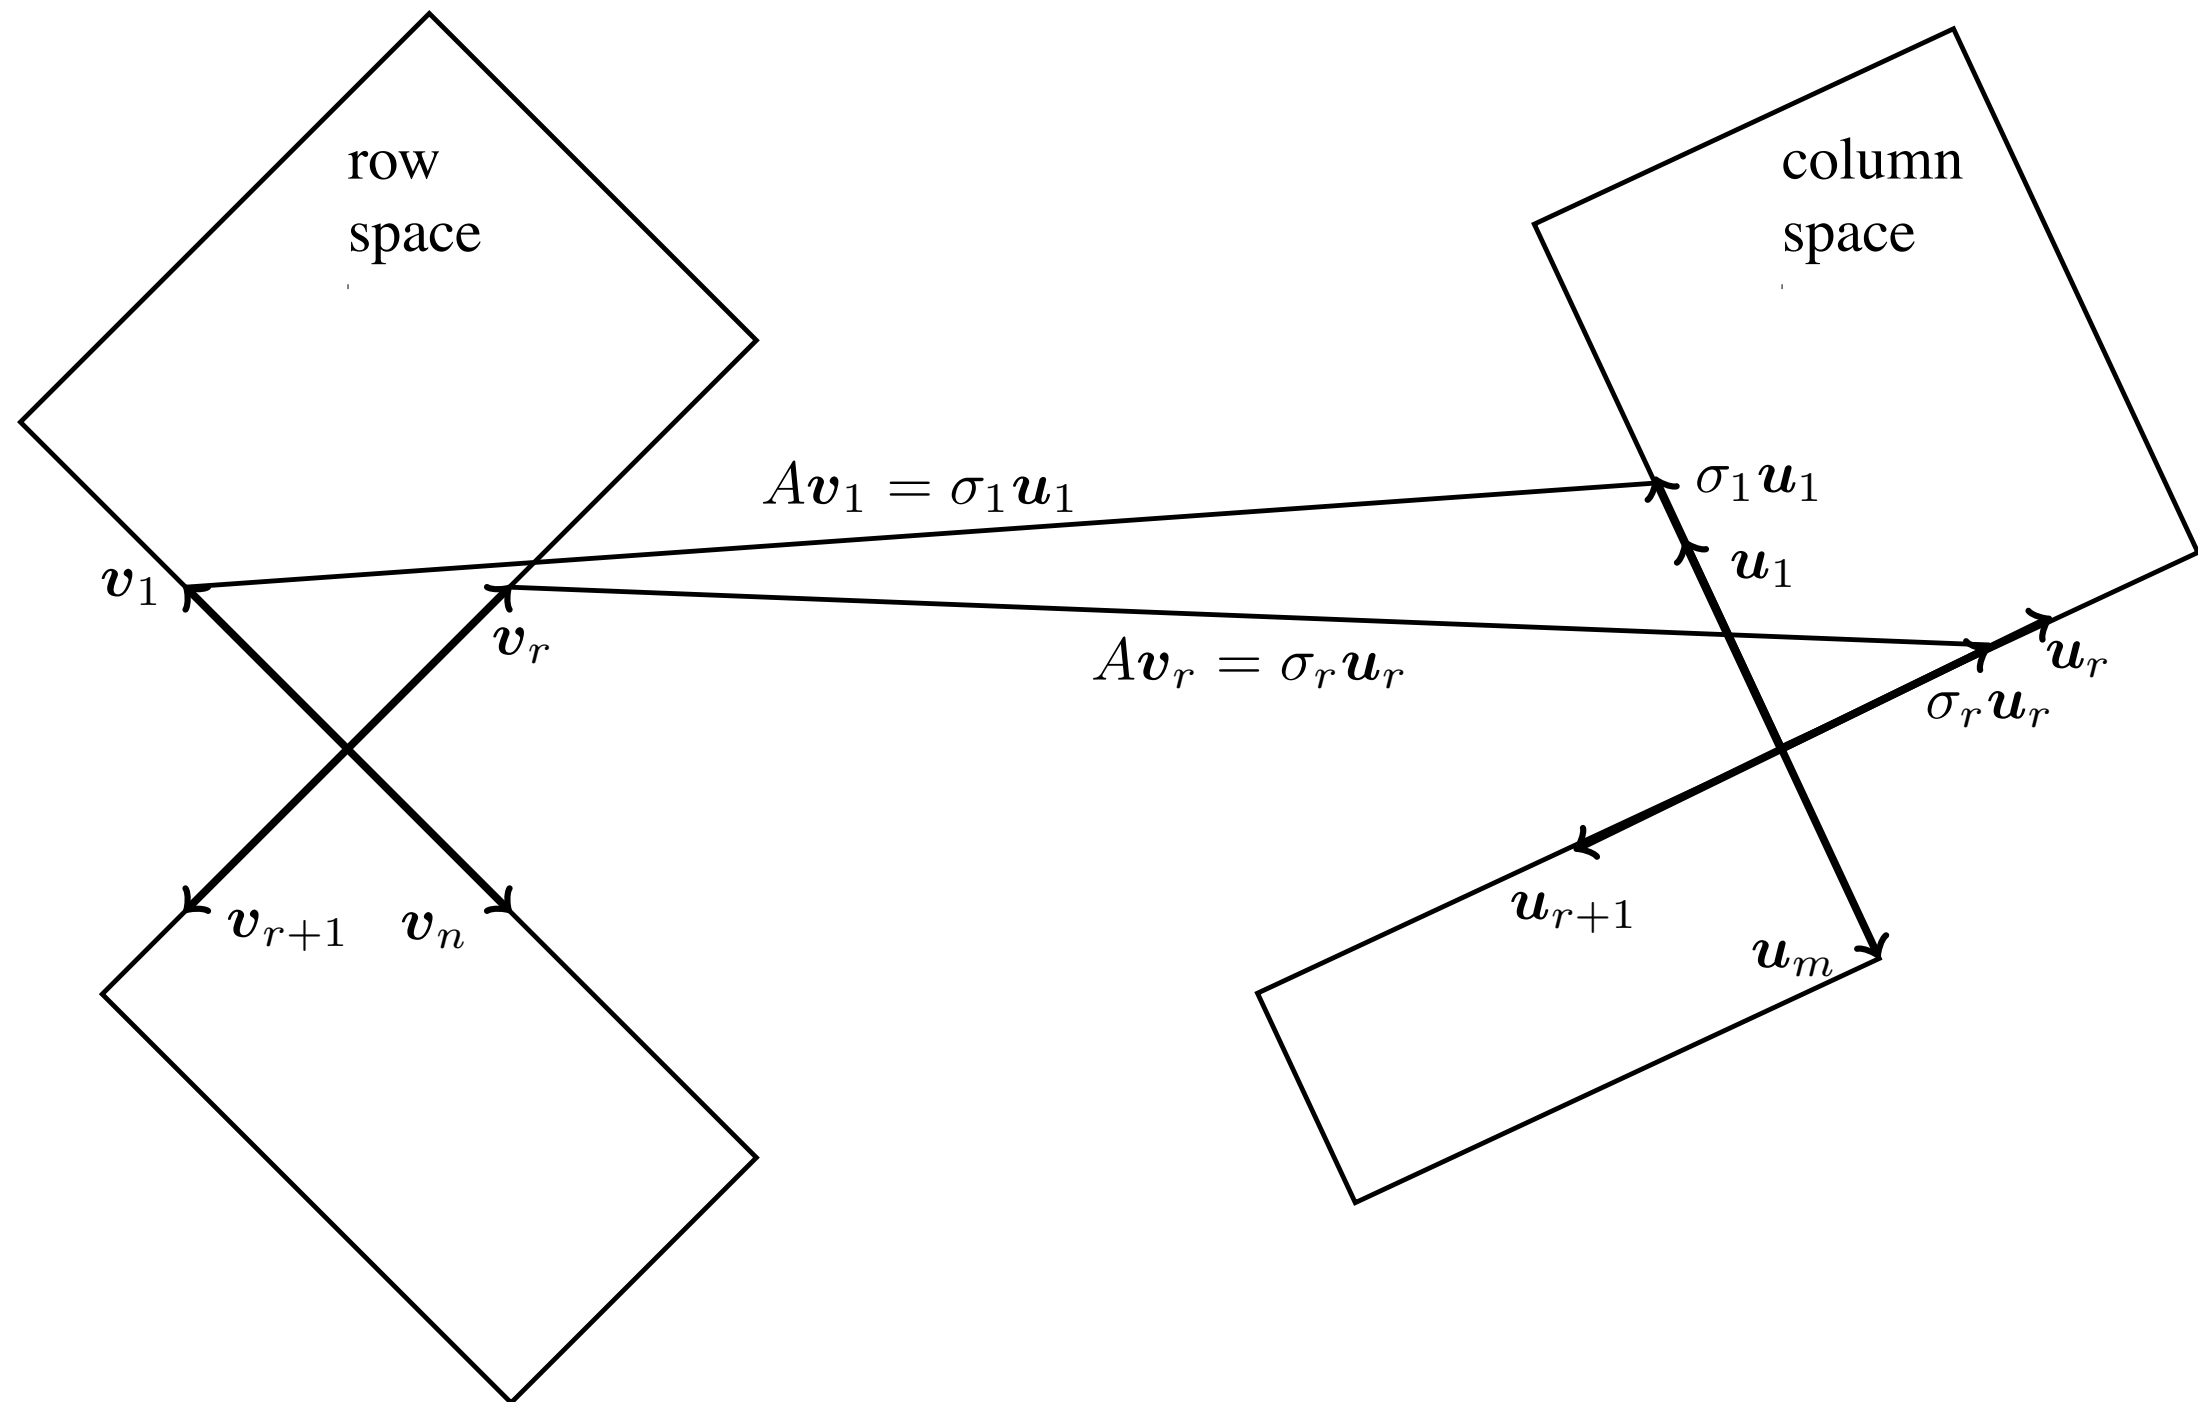 row
space
column
space
Av₁ = σ₁u₁
σ₁u₁
u₁
v₁
vᵣ
Avᵣ = σᵣuᵣ
uᵣ
σᵣuᵣ
vᵣ₊₁
vₙ
uᵣ₊₁
uₘ